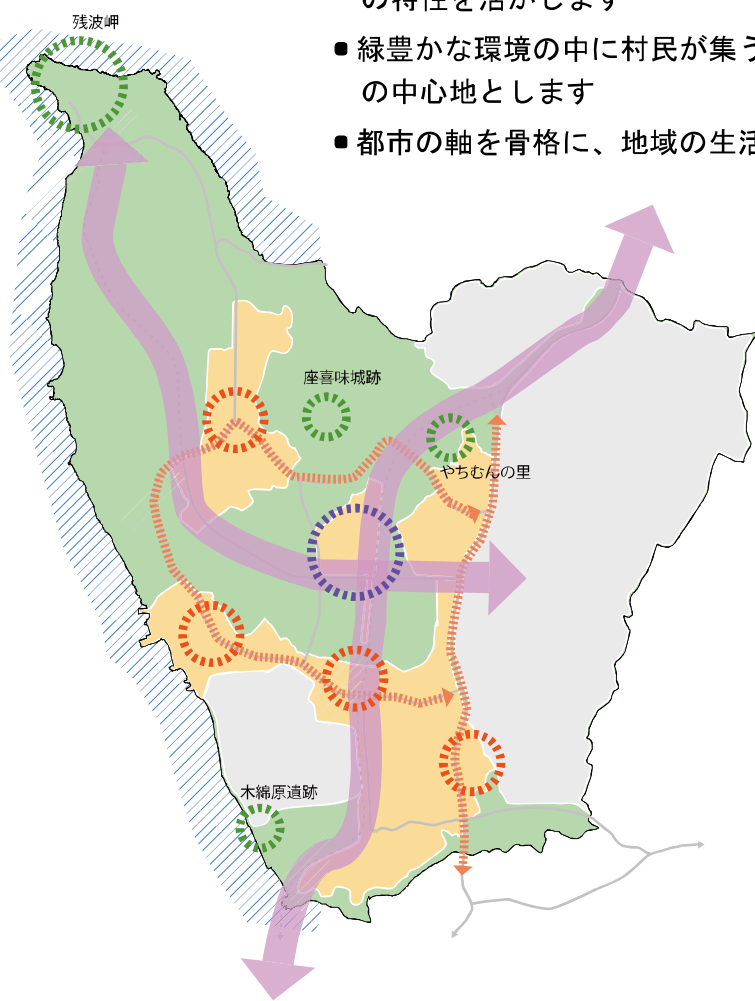 の特性を活かします
残波岬
■ 緑豊かな環境の中に村民が集う
の中心地とします
■ 都市の軸を骨格に、地域の生活
座喜味城跡
やちむんの里
木綿原遺跡